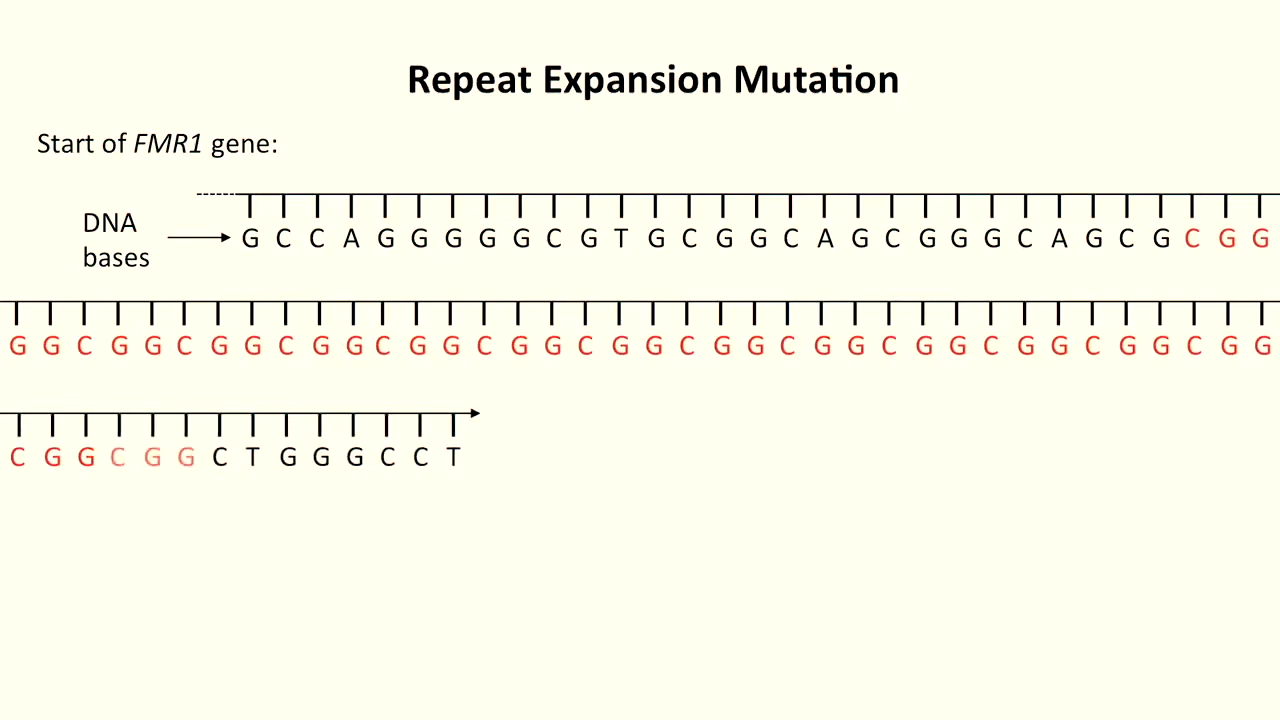 Repeat Expansion Mutation
Start of FMR1 gene:
DNA
bases
G C C A G G G G G C G T G C G G C A G C G G G C A G C G C G G
G G C G G C G G C G G C G G C G G C G G C G G C G G C G G C G G C G G C G G
C G G C G G C T G G G C C T